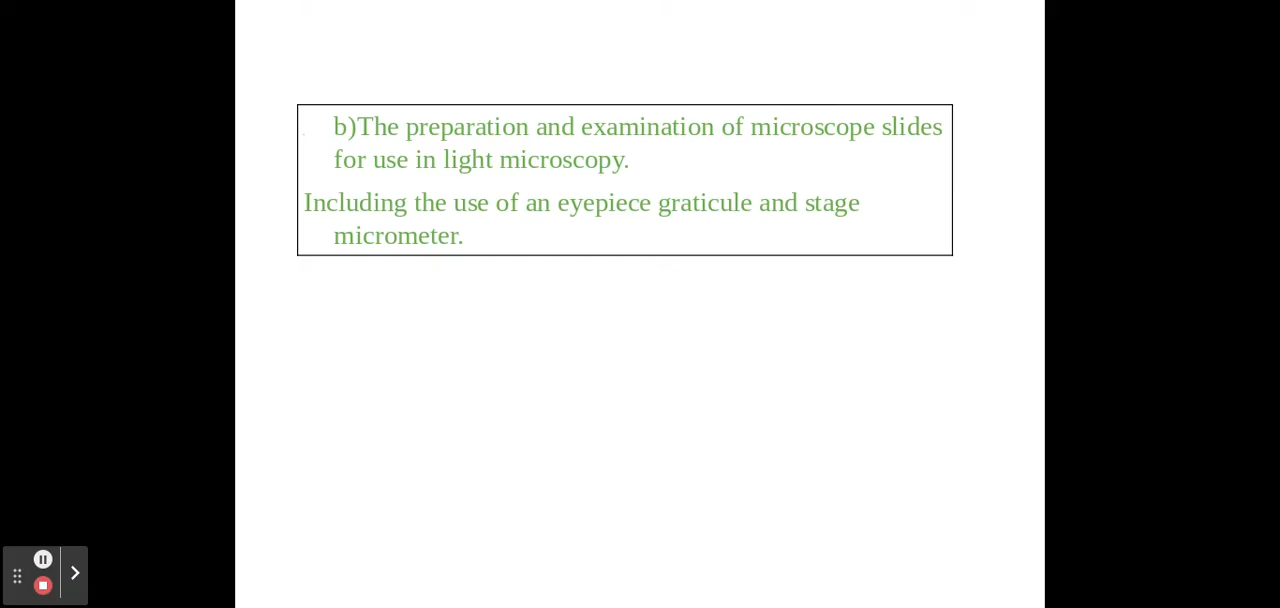 b)The preparation and examination of microscope slides
for use in light microscopy.
Including the use of an eyepiece graticule and stage
micrometer.